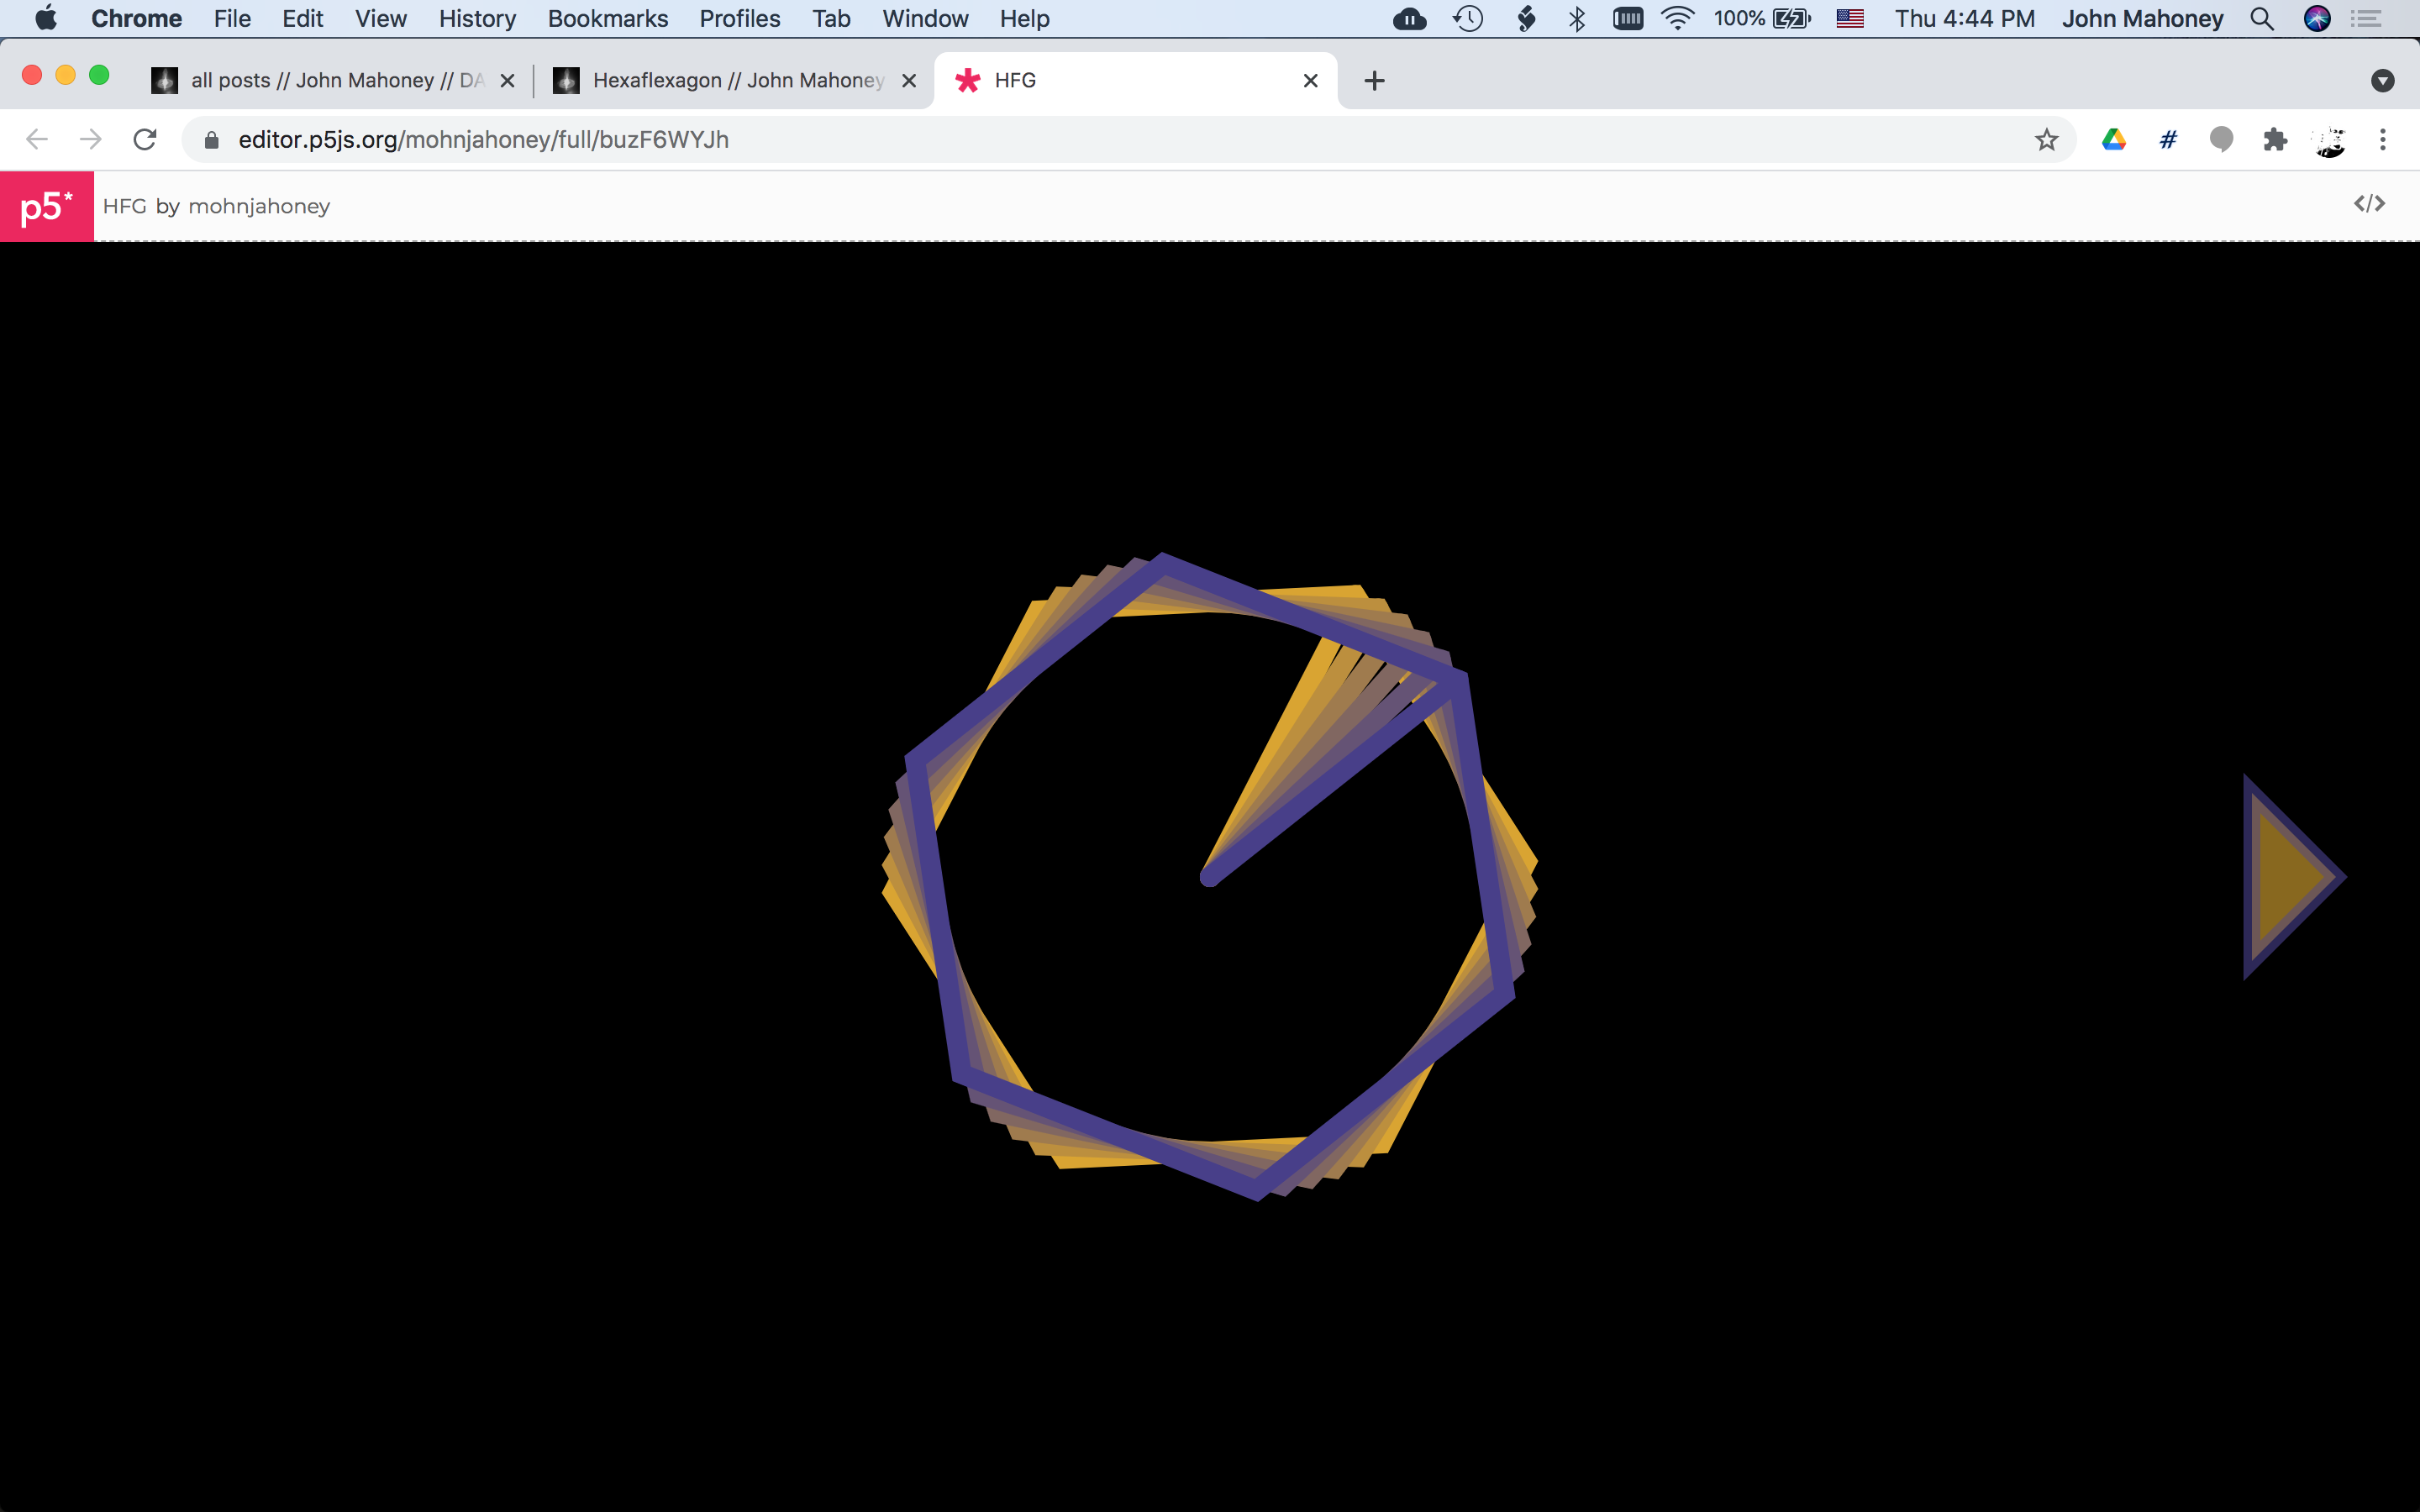 Chrome File Edit View History Bookmarks Profiles Tab Window Help 100% Thu 4:44 PM John Mahoney
all posts // John Mahoney // DA Hexaflexagon // John Mahoney HFG
editor.p5js.org/mohnjahoney/full/buzF6WYJh #
p5* HFG by mohnjahoney </>